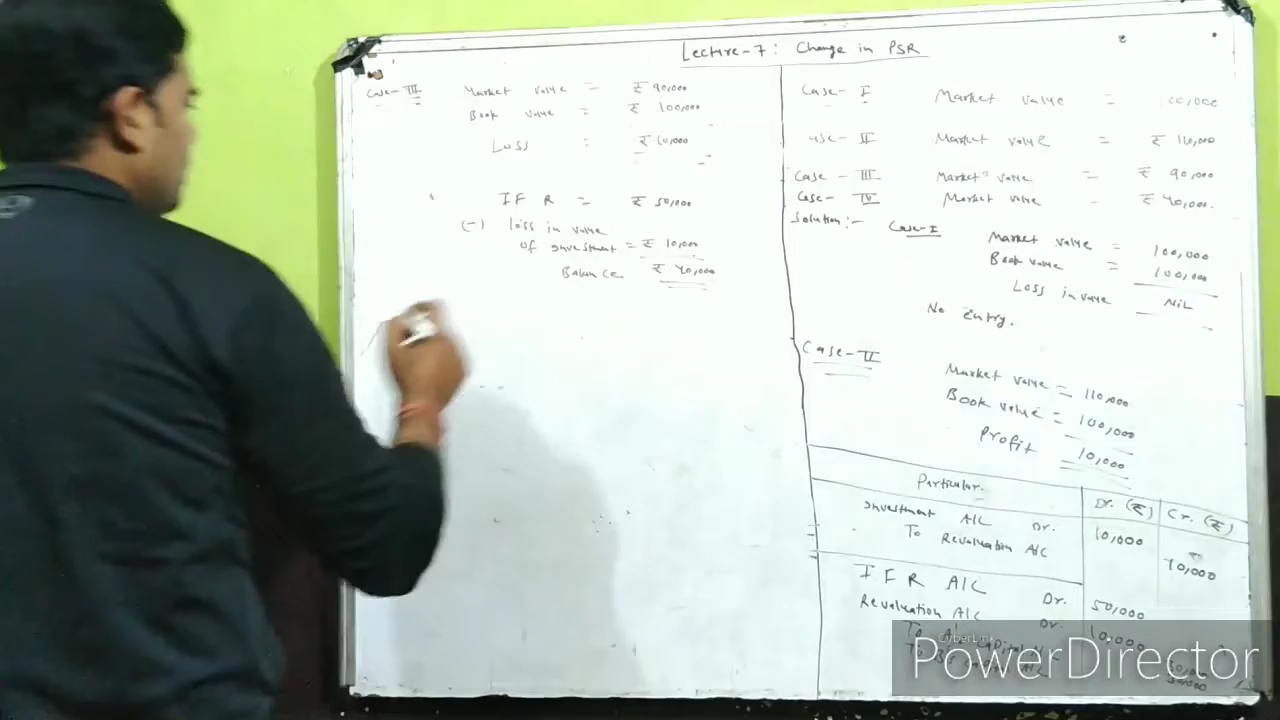 Lecture-7: Change in PSR
Case-III Market value = ₹ 90,000
Book value = ₹ 100,000
Loss = ₹ 10,000
IFR = ₹ 50,000
(-) loss in value
of investment = ₹ 10,000
Balance ₹ 40,000
Case-I Market value = 100,000
Case-II Market value = ₹ 110,000
Case-III Market value = ₹ 90,000
Case-IV Market value = ₹ 40,000.
Solution:- Case-I Market value = 100,000
Book value = 100,000
Loss in value NIL
No Entry.
Case-II
Market value = 110,000
Book value = 100,000
Profit 10,000
Particular. Dr. (₹) Cr. (₹)
Investment A/C Dr. 10,000
To Revaluation A/C 10,000
IFR A/C Dr. 50,000
Revaluation A/C Dr. 10,000
To
To
CyberLink
PowerDirector